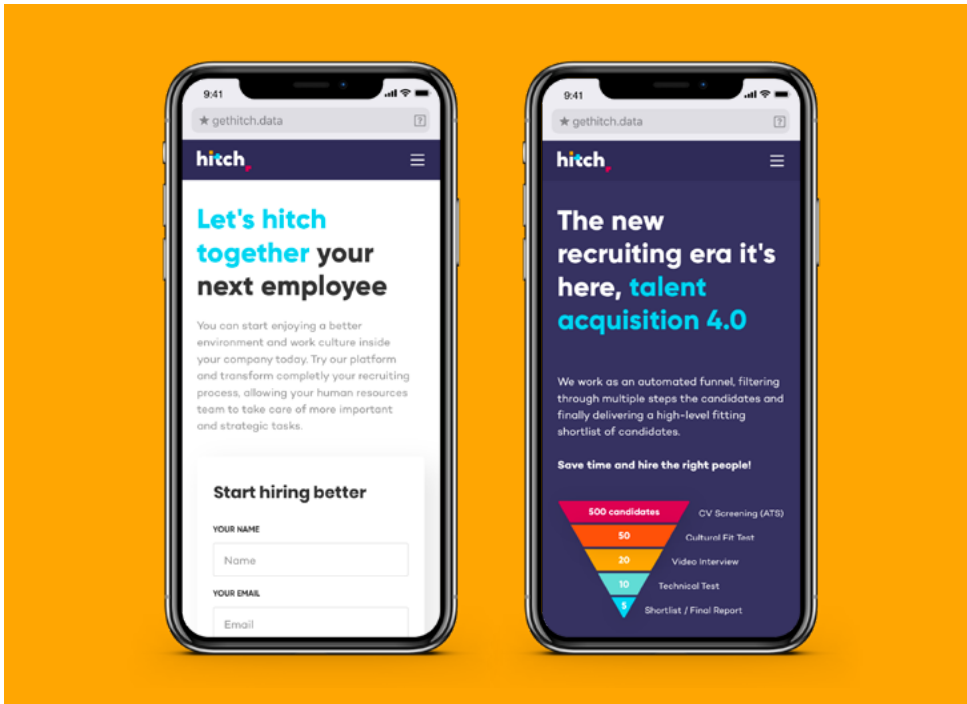 9:41
gethitch.data
hitch
Let's hitch
together your
next employee
You can start enjoying a better
environment and work culture inside
your company today. Try our platform
and transform completly your recruiting
process, allowing your human resources
team to take care of more important
and strategic tasks.
Start hiring better
YOUR NAME
Name
YOUR EMAIL
Email
9:41
gethitch.data
hitch
The new
recruiting era it's
here, talent
acquisition 4.0
We work as an automated funnel, filtering
through multiple steps the candidates and
finally delivering a high-level fitting
shortlist of candidates.
Save time and hire the right people!
500 candidates CV Screening (ATS)
50 Cultural Fit Test
20 Video Interview
10 Technical Test
5 Shortlist / Final Report